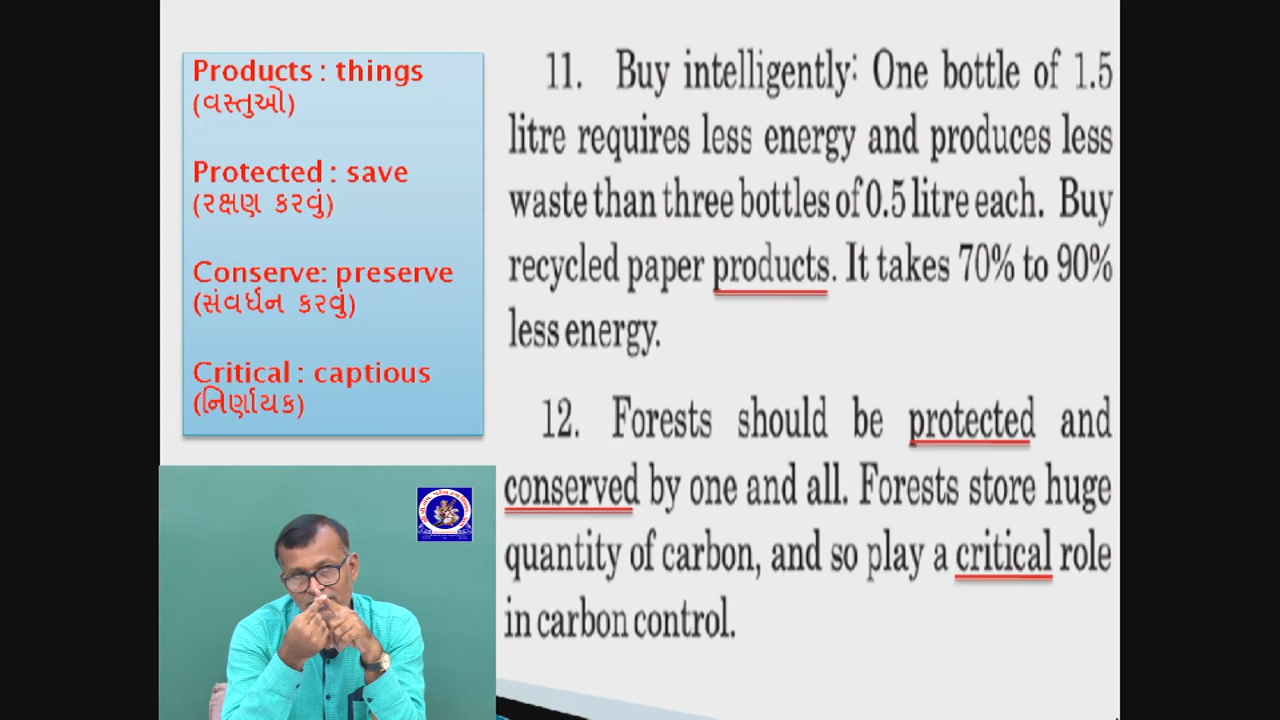 Products : things
(વસ્તુઓ)
Protected : save
(રક્ષણ કરવું)
Conserve: preserve
(સંવર્ધન કરવું)
Critical : captious
(નિર્ણાયક)
11. Buy intelligently: One bottle of 1.5
litre requires less energy and produces less
waste than three bottles of 0.5 litre each. Buy
recycled paper products. It takes 70% to 90%
less energy.
12. Forests should be protected and
conserved by one and all. Forests store huge
quantity of carbon, and so play a critical role
in carbon control.